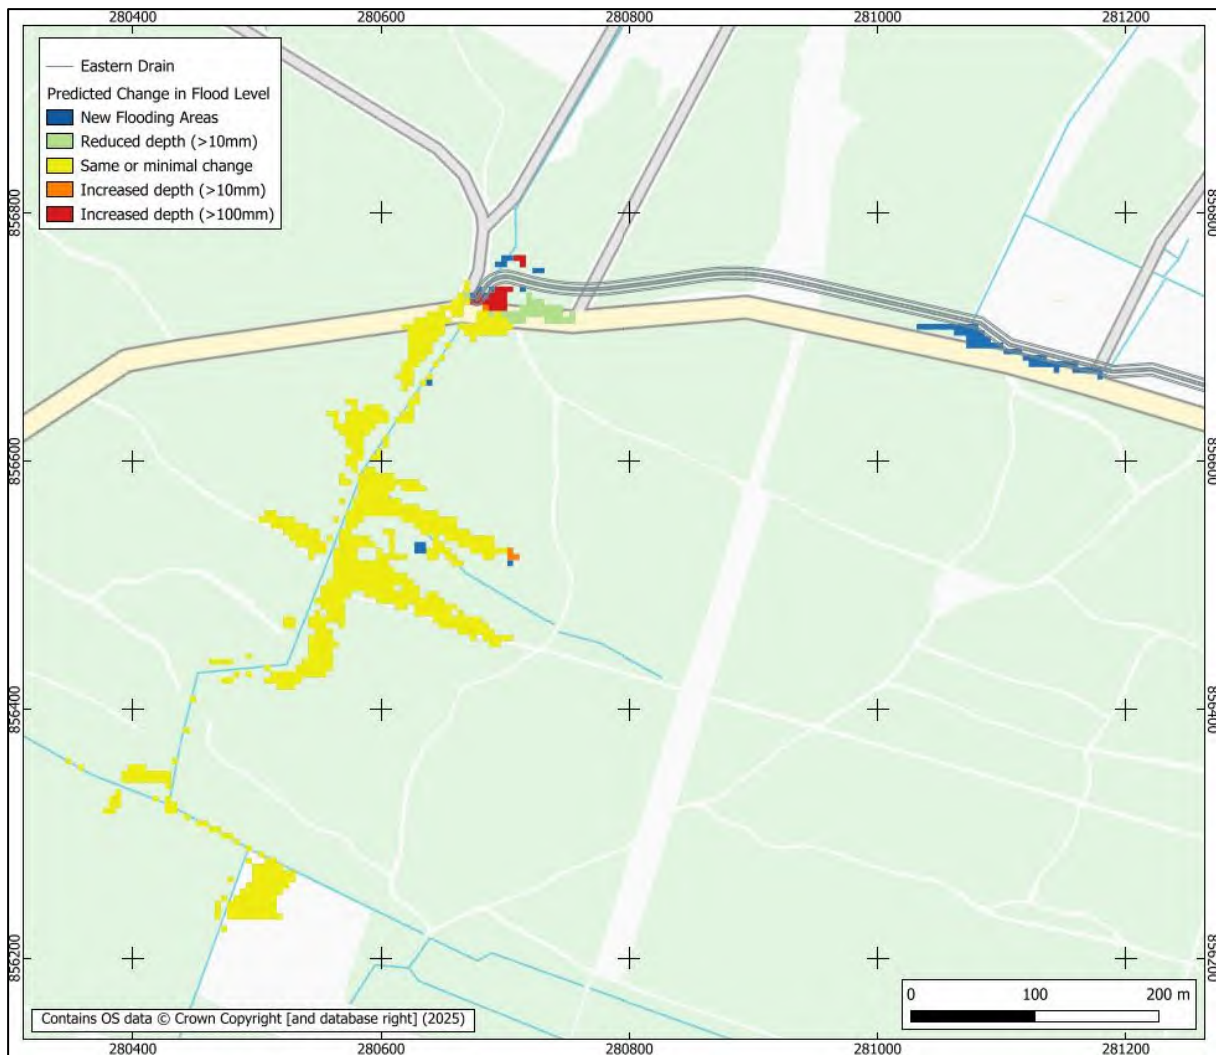 280400 280600 280800 281000 281200
Eastern Drain
Predicted Change in Flood Level
New Flooding Areas
Reduced depth (>10mm)
Same or minimal change
Increased depth (>10mm)
Increased depth (>100mm)
856800 856800
856600 856600
856400 856400
856200 856200
0 100 200 m
Contains OS data © Crown Copyright [and database right] (2025)
280400 280600 280800 281000 281200